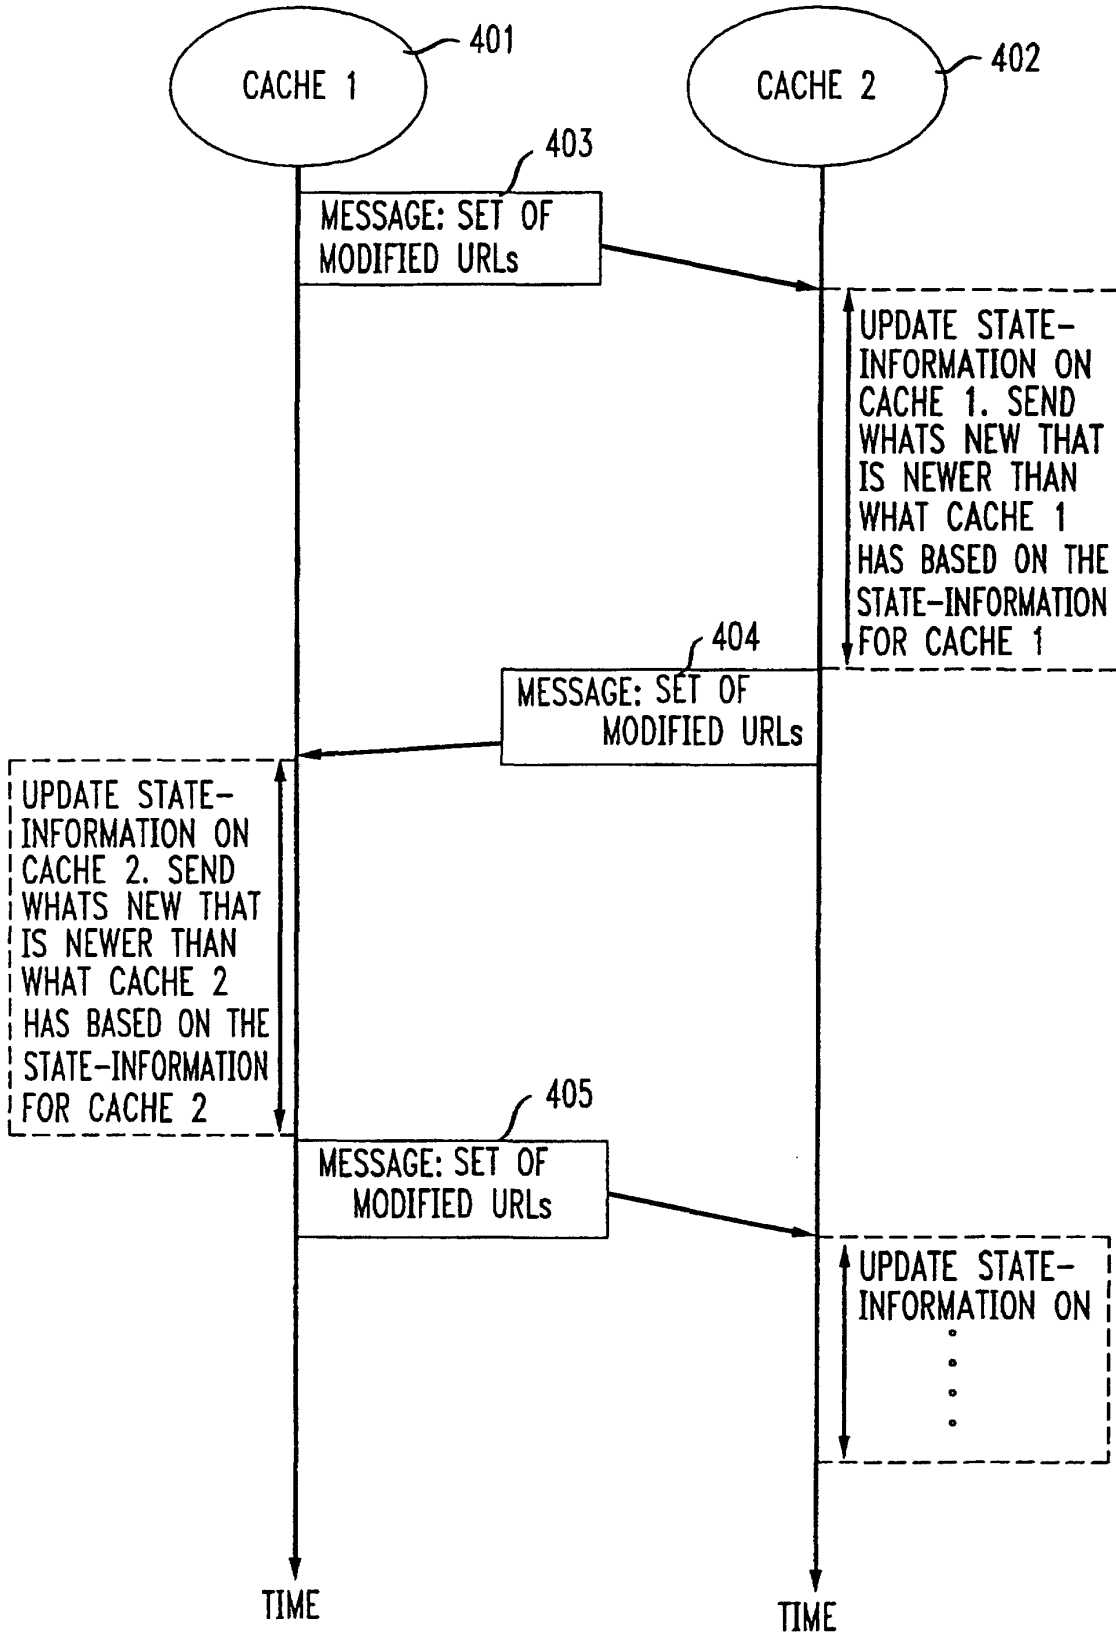 401
CACHE 1
402
CACHE 2
403
MESSAGE: SET OF
MODIFIED URLs
UPDATE STATE-
INFORMATION ON
CACHE 1. SEND
WHATS NEW THAT
IS NEWER THAN
WHAT CACHE 1
HAS BASED ON THE
STATE-INFORMATION
FOR CACHE 1
404
MESSAGE: SET OF
MODIFIED URLs
UPDATE STATE-
INFORMATION ON
CACHE 2. SEND
WHATS NEW THAT
IS NEWER THAN
WHAT CACHE 2
HAS BASED ON THE
STATE-INFORMATION
FOR CACHE 2
405
MESSAGE: SET OF
MODIFIED URLs
UPDATE STATE-
INFORMATION ON
TIME
TIME